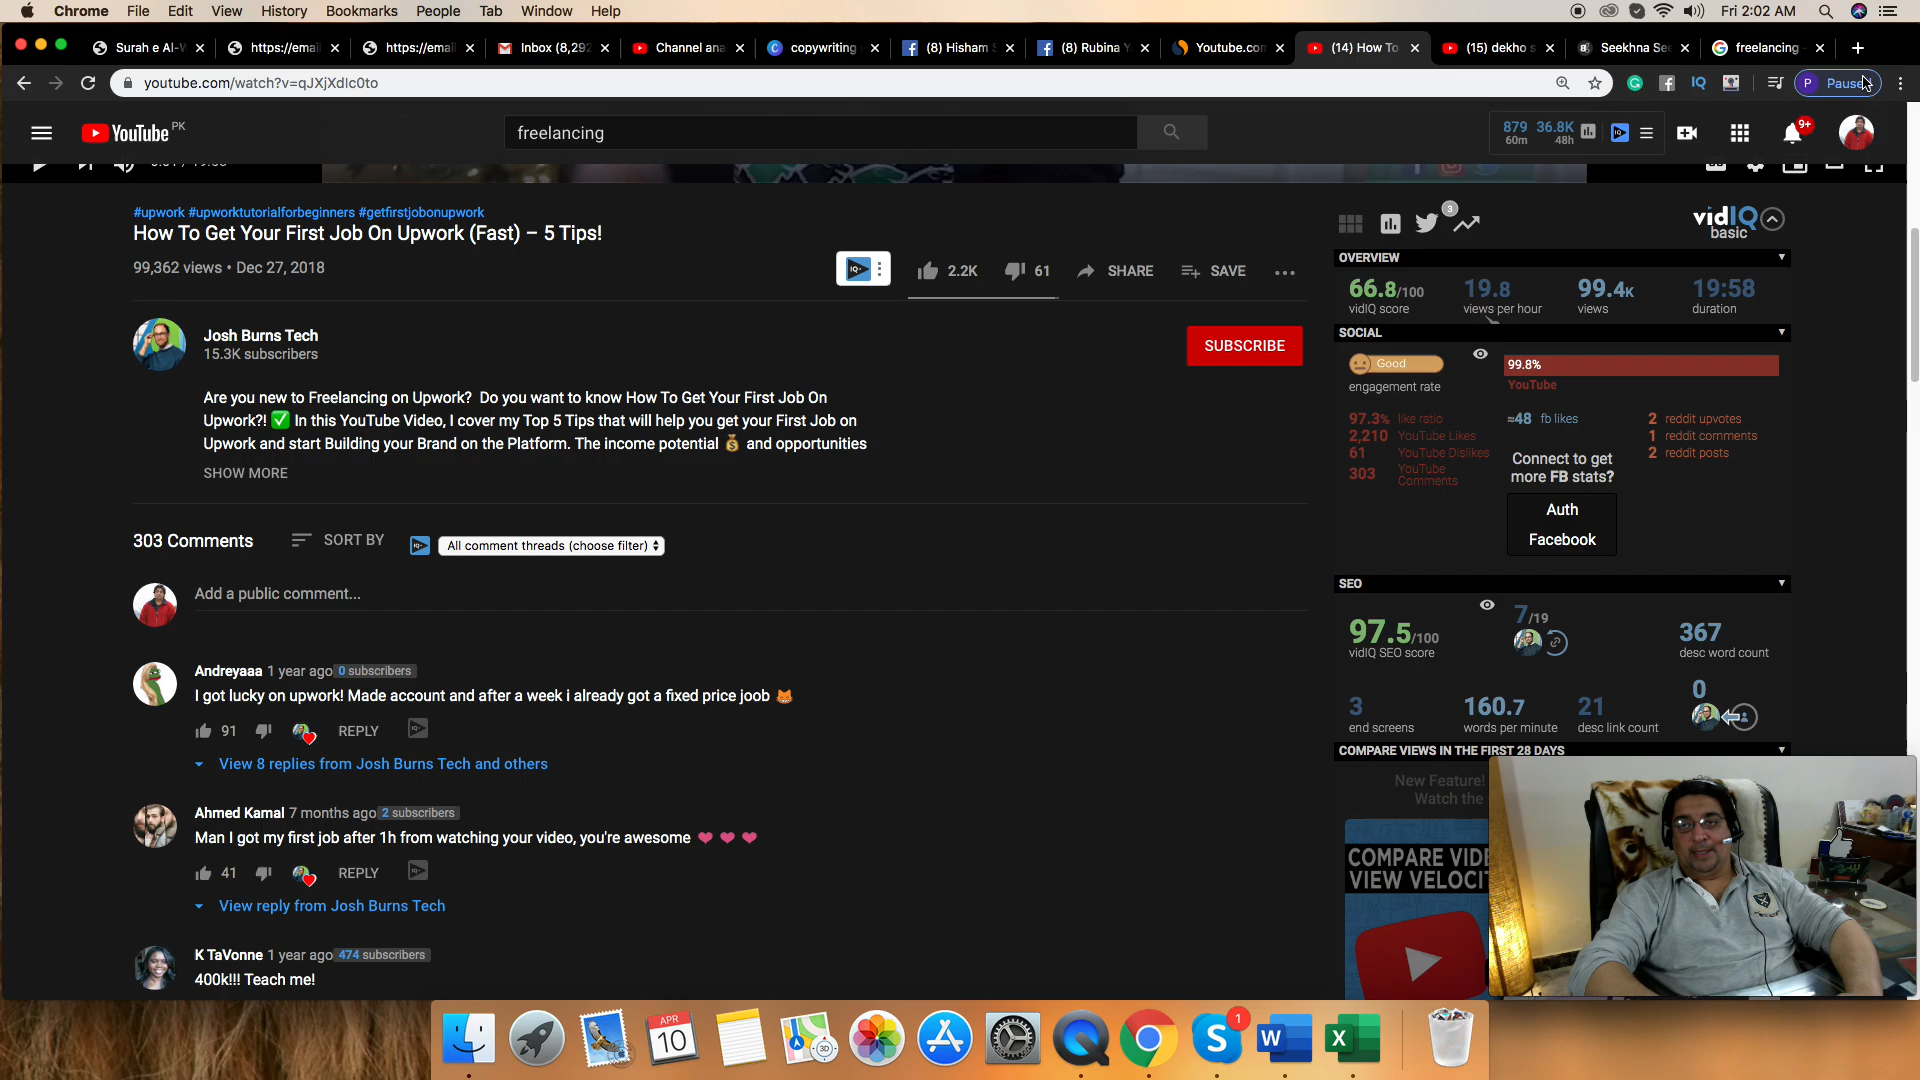 Chrome File Edit View History Bookmarks People Tab Window Help Fri 2:02 AM
Surah e Al-W https://emai https://emai Inbox (8,29 Channel ana copywriting (8) Hisham S (8) Rubina Y Youtube.con (14) How To (15) dekho s Seekhna See freelancing
youtube.com/watch?v=qJXjXdIc0to
IQ
P Paused
YouTube PK
freelancing
879 36.8K
60m 48h
9+
#upwork #upworktutorialforbeginners #getfirstjobonupwork
How To Get Your First Job On Upwork (Fast) – 5 Tips!
99,362 views • Dec 27, 2018
2.2K 61 SHARE SAVE
Josh Burns Tech
15.3K subscribers
SUBSCRIBE
Are you new to Freelancing on Upwork? Do you want to know How To Get Your First Job On
Upwork?! ✅ In this YouTube Video, I cover my Top 5 Tips that will help you get your First Job on
Upwork and start Building your Brand on the Platform. The income potential 💰 and opportunities
SHOW MORE
303 Comments SORT BY All comment threads (choose filter)
Add a public comment...
Andreyaaa 1 year ago 0 subscribers
I got lucky on upwork! Made account and after a week i already got a fixed price joob 😸
91 REPLY
View 8 replies from Josh Burns Tech and others
Ahmed Kamal 7 months ago 2 subscribers
Man I got my first job after 1h from watching your video, you're awesome ❤ ❤ ❤
41 REPLY
View reply from Josh Burns Tech
K TaVonne 1 year ago 474 subscribers
400k!!! Teach me!
3
vidIQ
basic
OVERVIEW
66.8/100 19.8 99.4K 19:58
vidIQ score views per hour views duration
SOCIAL
Good 99.8%
engagement rate YouTube
97.3% like ratio ≈48 fb likes 2 reddit upvotes
2,210 YouTube Likes 1 reddit comments
61 YouTube Dislikes 2 reddit posts
303 YouTube Comments
Connect to get
more FB stats?
Auth
Facebook
SEO
97.5/100 7/19 367
vidIQ SEO score desc word count
3 160.7 21 0
end screens words per minute desc link count
COMPARE VIEWS IN THE FIRST 28 DAYS
New Feature!
Watch the
COMPARE VIDE
VIEW VELOCIT
APR
10
3D
1
S
W
X